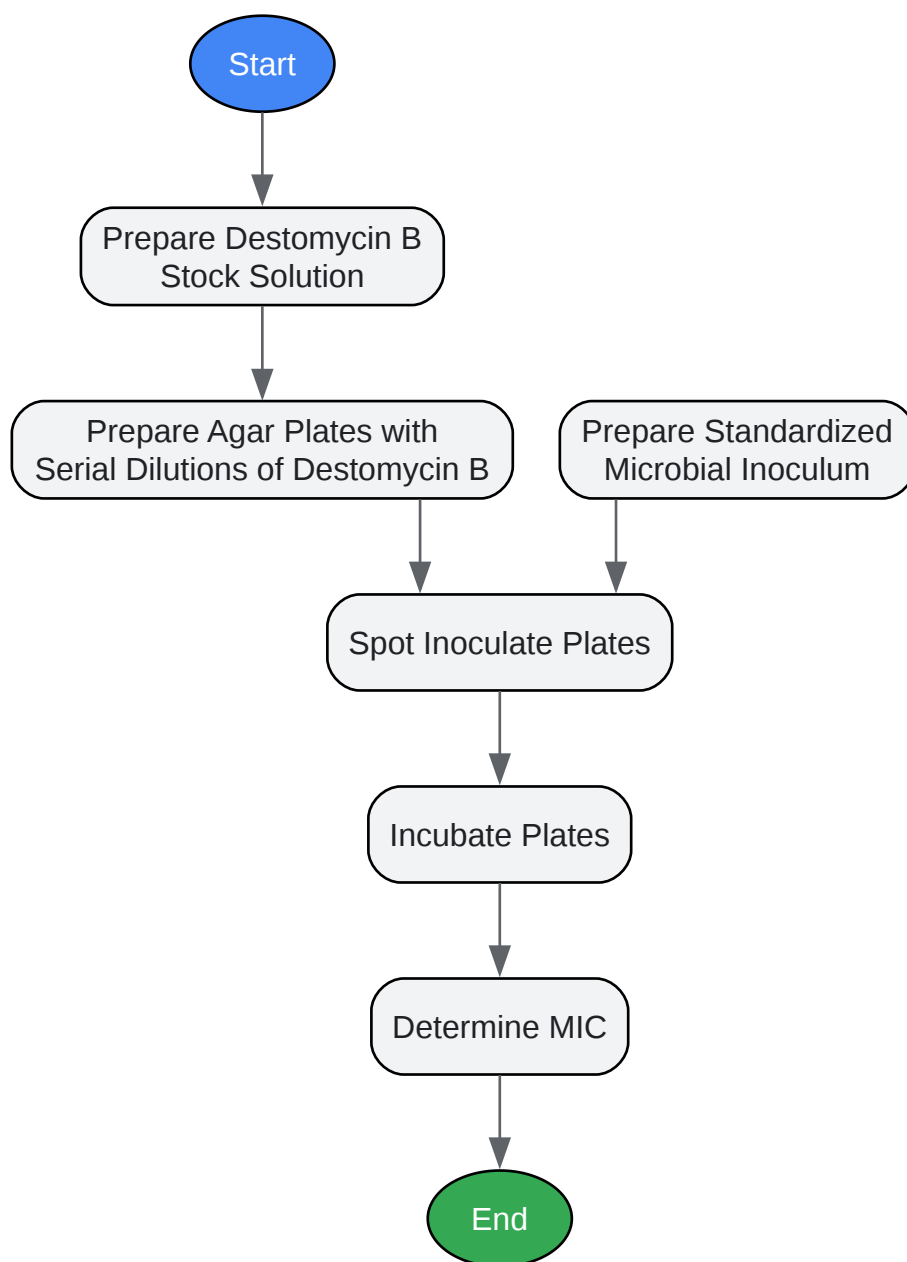 Start
Prepare Destomycin B
Stock Solution
Prepare Agar Plates with
Serial Dilutions of Destomycin B
Prepare Standardized
Microbial Inoculum
Spot Inoculate Plates
Incubate Plates
Determine MIC
End